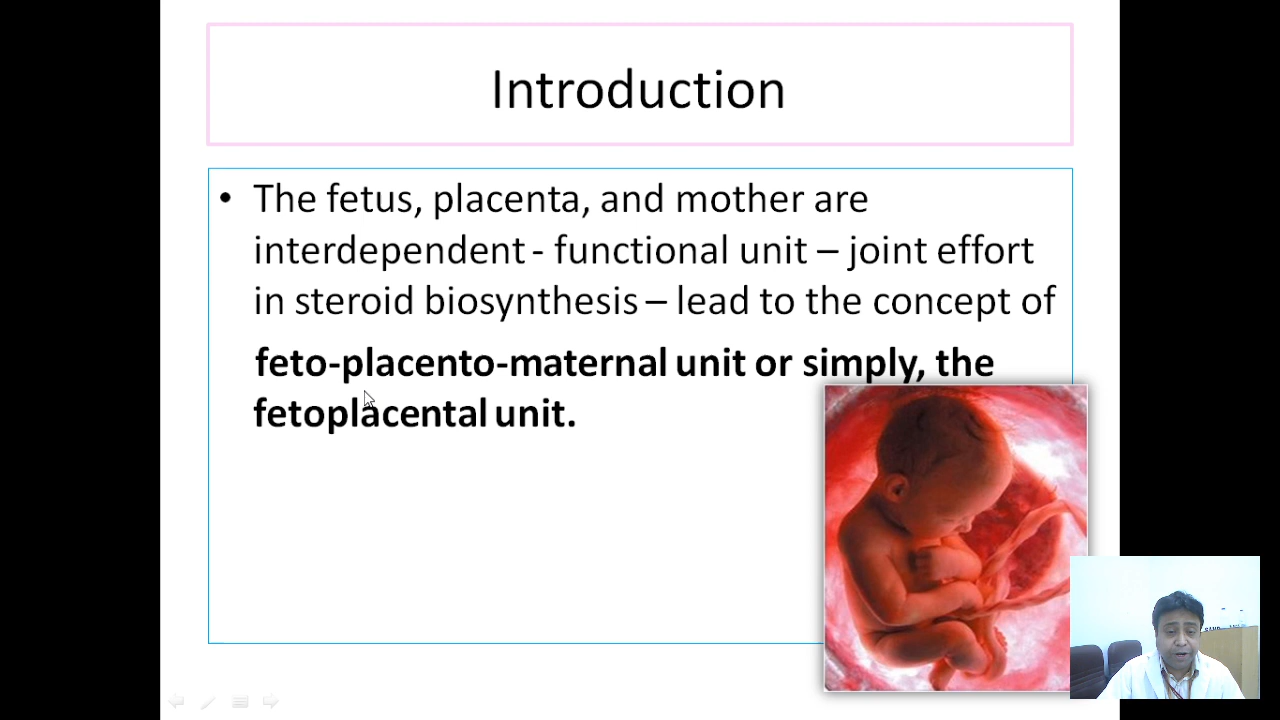 Introduction
• The fetus, placenta, and mother are
interdependent - functional unit – joint effort
in steroid biosynthesis – lead to the concept of
feto-placento-maternal unit or simply, the
fetoplacental unit.